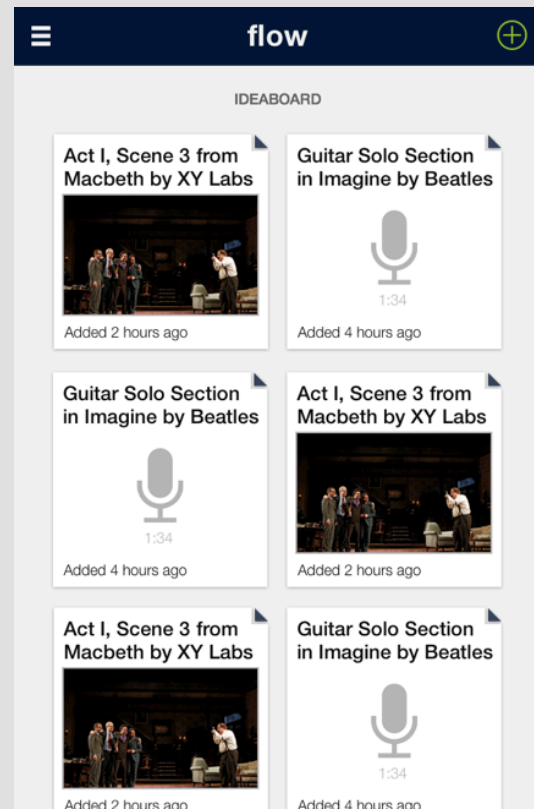 flow
IDEABOARD
Act I, Scene 3 from
Macbeth by XY Labs
Added 2 hours ago
Guitar Solo Section
in Imagine by Beatles
1:34
Added 4 hours ago
Guitar Solo Section
in Imagine by Beatles
1:34
Added 4 hours ago
Act I, Scene 3 from
Macbeth by XY Labs
Added 2 hours ago
Act I, Scene 3 from
Macbeth by XY Labs
Added 2 hours ago
Guitar Solo Section
in Imagine by Beatles
1:34
Added 4 hours ago